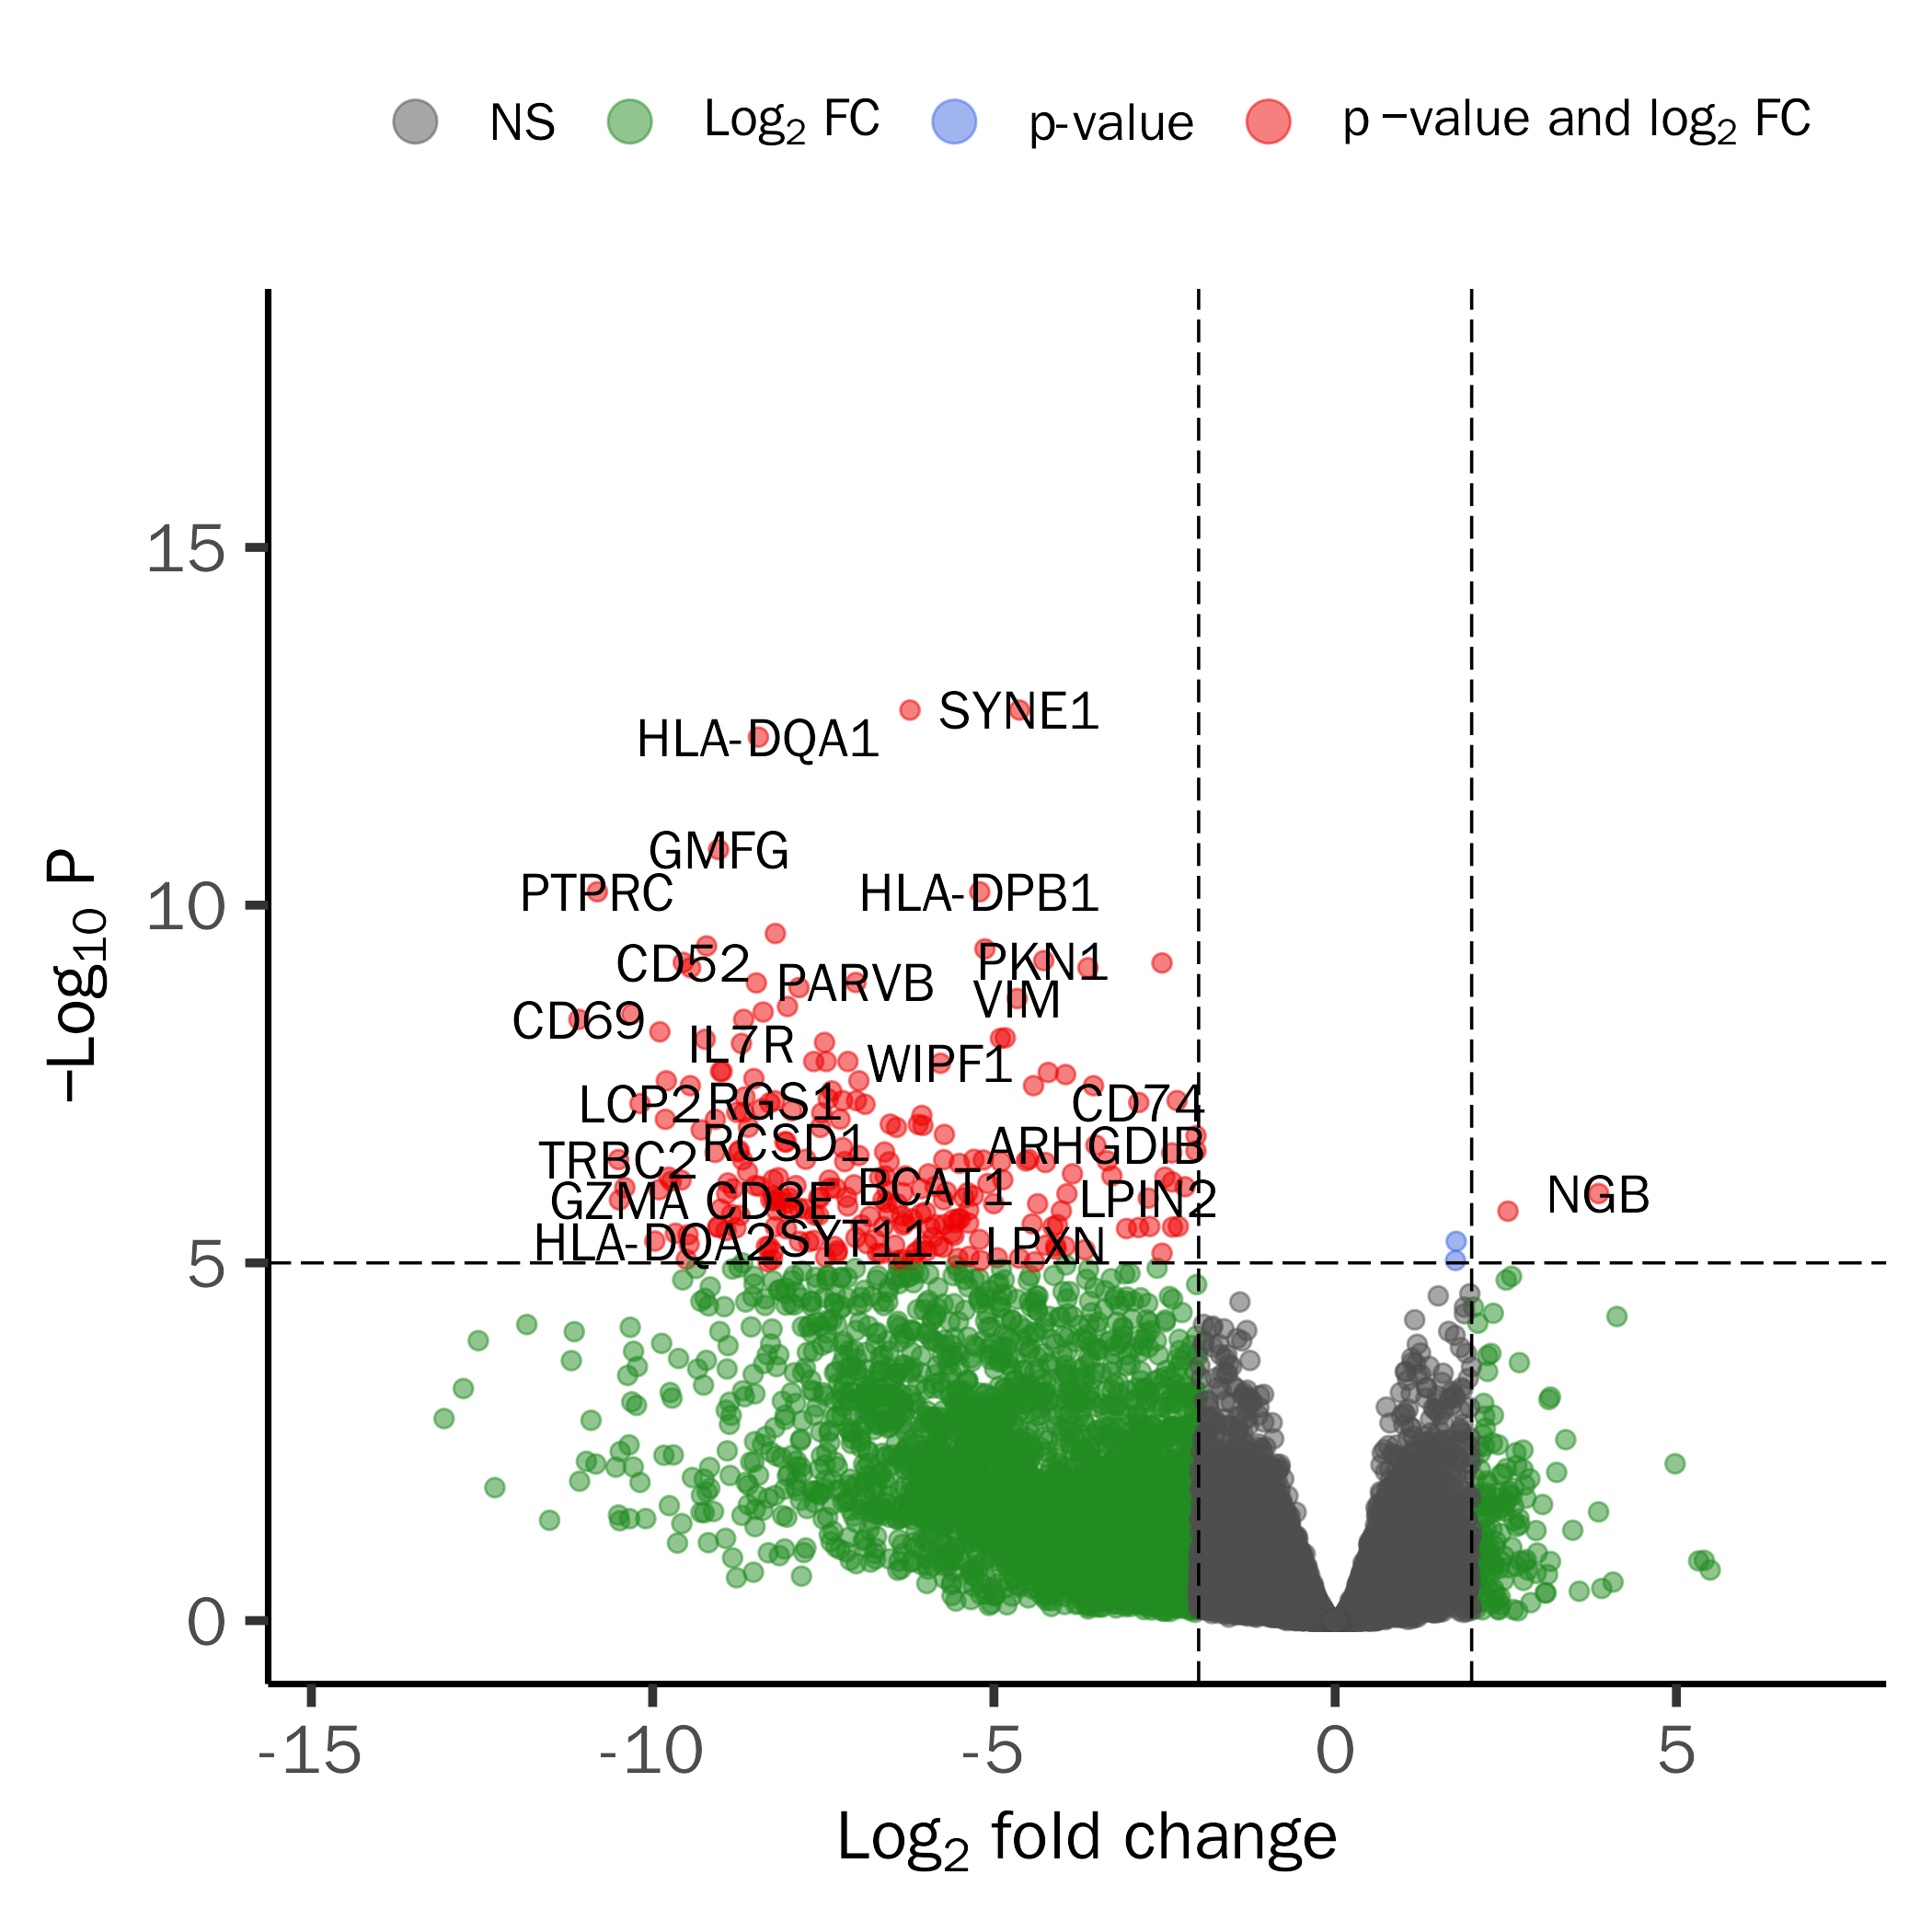 NS Log2 FC p-value p −value and log2 FC
−Log10 P
15
10
5
0
SYNE1
HLA-DQA1
GMFG
PTPRC HLA-DPB1
CD52 PKN1
PARVB
VIM
CD69
IL7R
WIPF1
LCP2 RGS1 CD74
RCSD1 ARHGDIB
TRBC2
BCAT1
GZMA CD3E LPIN2 NGB
HLA-DQA2 SYT11 LPXN
-15 -10 -5 0 5
Log2 fold change